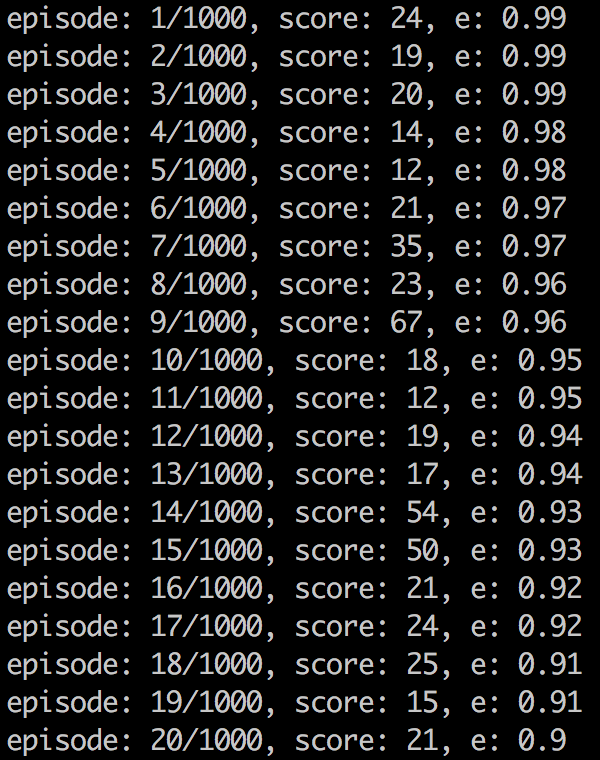 episode: 1/1000, score: 24, e: 0.99
episode: 2/1000, score: 19, e: 0.99
episode: 3/1000, score: 20, e: 0.99
episode: 4/1000, score: 14, e: 0.98
episode: 5/1000, score: 12, e: 0.98
episode: 6/1000, score: 21, e: 0.97
episode: 7/1000, score: 35, e: 0.97
episode: 8/1000, score: 23, e: 0.96
episode: 9/1000, score: 67, e: 0.96
episode: 10/1000, score: 18, e: 0.95
episode: 11/1000, score: 12, e: 0.95
episode: 12/1000, score: 19, e: 0.94
episode: 13/1000, score: 17, e: 0.94
episode: 14/1000, score: 54, e: 0.93
episode: 15/1000, score: 50, e: 0.93
episode: 16/1000, score: 21, e: 0.92
episode: 17/1000, score: 24, e: 0.92
episode: 18/1000, score: 25, e: 0.91
episode: 19/1000, score: 15, e: 0.91
episode: 20/1000, score: 21, e: 0.9